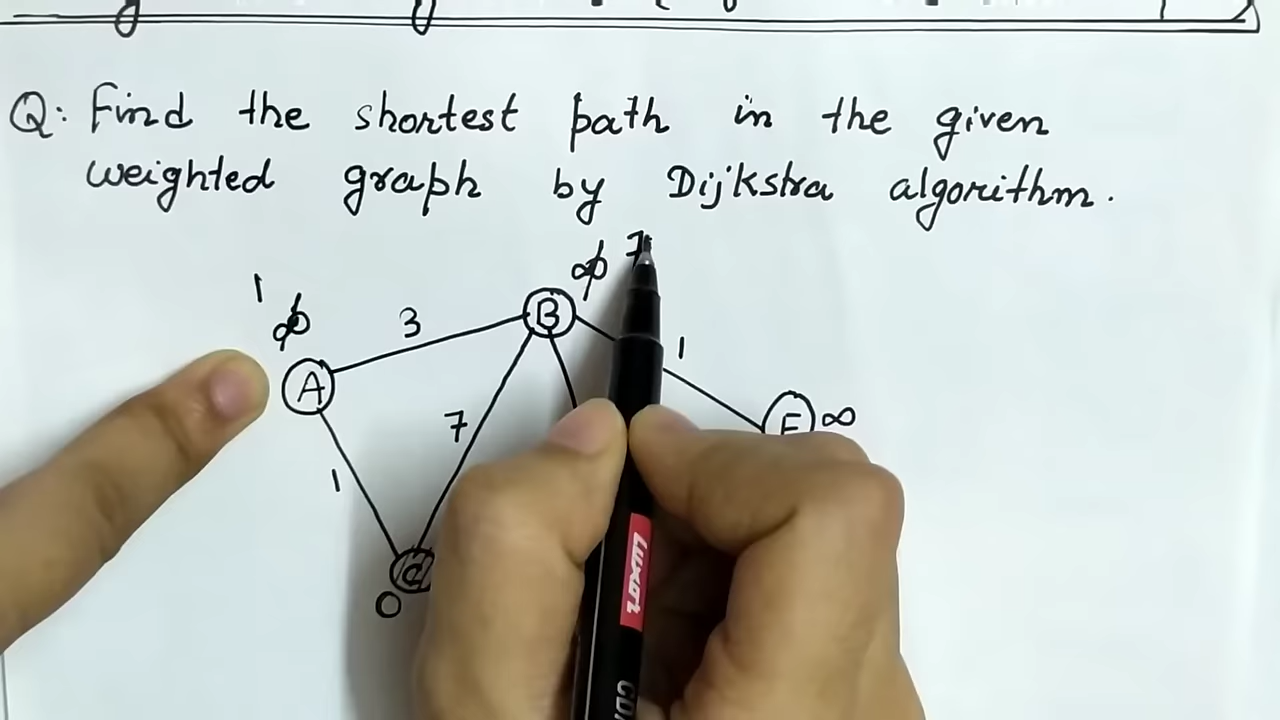 Q: Find the shortest path in the given
weighted graph by Dijkstra algorithm.
∞ 7
1
∞
3
B
1
A
7
E ∞
1
C
0
Luxor